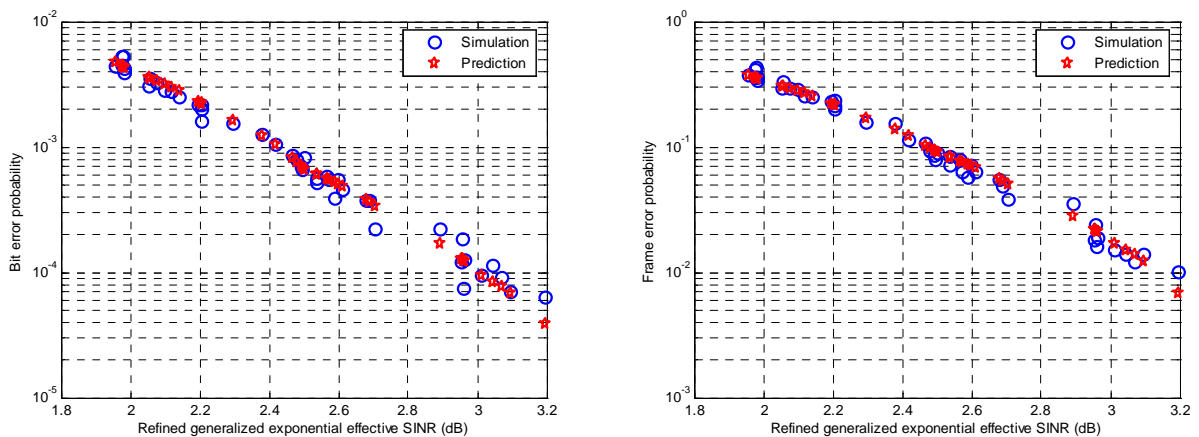 10^-2
10^-3
10^-4
10^-5
Bit error probability
1.8 2 2.2 2.4 2.6 2.8 3 3.2
Refined generalized exponential effective SINR (dB)
Simulation
Prediction
10^0
10^-1
10^-2
10^-3
Frame error probability
1.8 2 2.2 2.4 2.6 2.8 3 3.2
Refined generalized exponential effective SINR (dB)
Simulation
Prediction